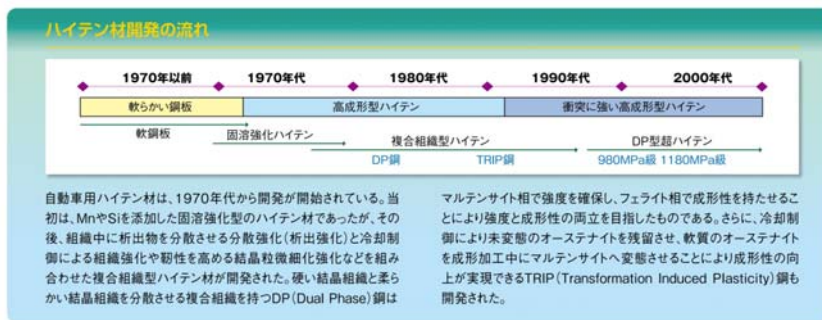 ハイテン材開発の流れ
1970年以前 1970年代 1980年代 1990年代 2000年代
軟らかい鋼板 高成形型ハイテン 衝突に強い高成形型ハイテン
軟鋼板 固溶強化ハイテン 複合組織型ハイテン DP型超ハイテン
DP鋼 TRIP鋼 980MPa級 1180MPa級
自動車用ハイテン材は、1970年代から開発が開始されている。当
初は、MnやSiを添加した固溶強化型のハイテン材であったが、その
後、組織中に析出物を分散させる分散強化(析出強化)と冷却制
御による組織強化や靭性を高める結晶粒微細化強化などを組み
合わせた複合組織型ハイテン材が開発された。硬い結晶組織と柔ら
かい結晶組織を分散させる複合組織を持つDP(Dual Phase)鋼は
マルテンサイト相で強度を確保し、フェライト相で成形性を持たせるこ
とにより強度と成形性の両立を目指したものである。さらに、冷却制
御により未変態のオーステナイトを残留させ、軟質のオーステナイト
を成形加工中にマルテンサイトへ変態させることにより成形性の向
上が実現できるTRIP(Transformation Induced Plasticity)鋼も
開発された。